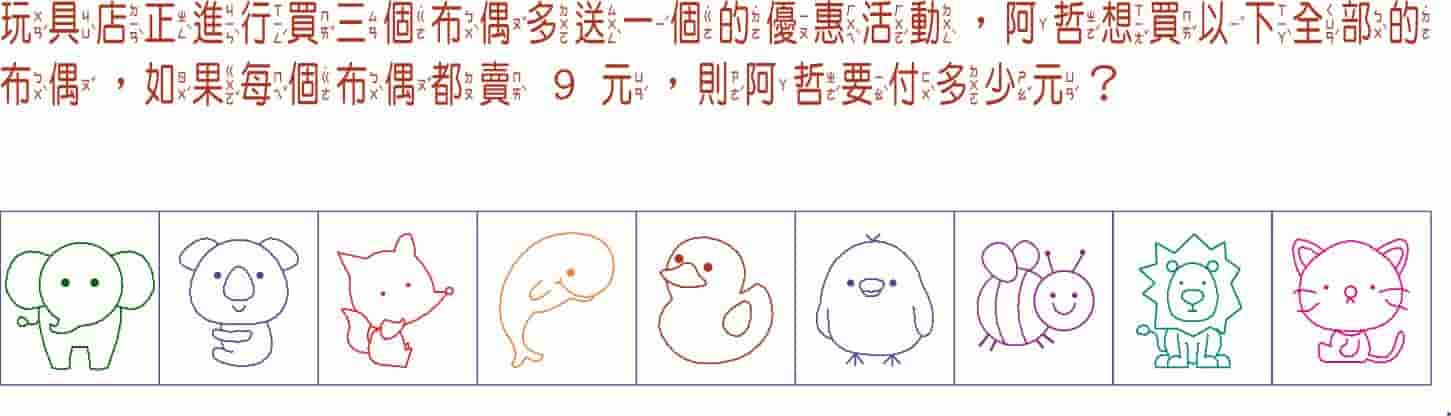 玩具店正進行買三個布偶多送一個的優惠活動，阿哲想買以下全部的
布偶，如果每個布偶都賣 9 元，則阿哲要付多少元？